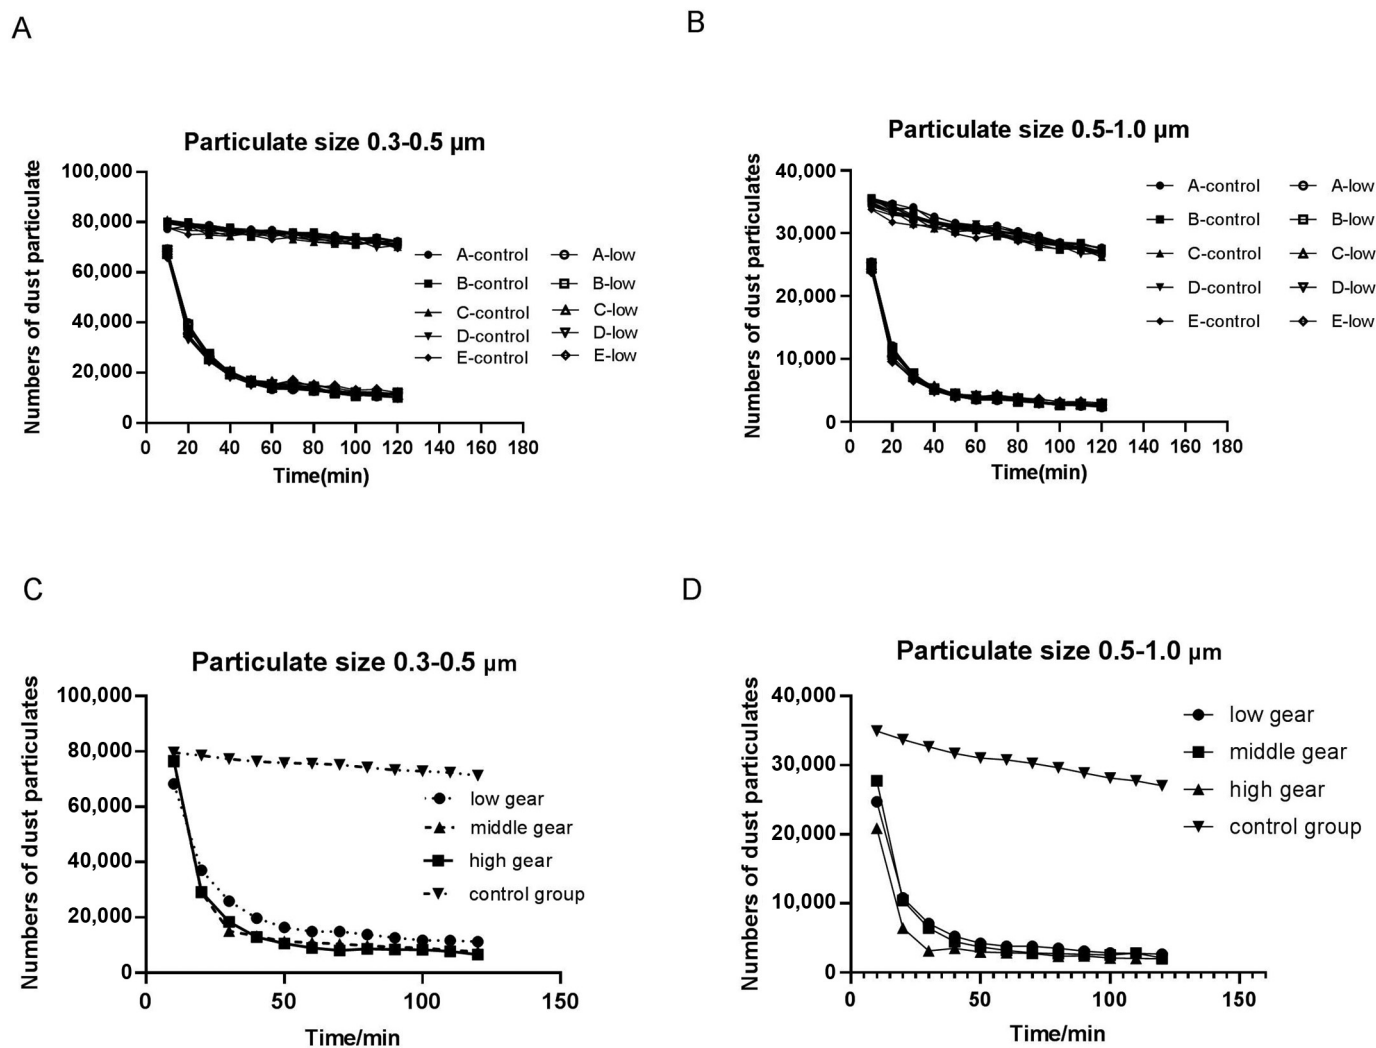 A
Particulate size 0.3-0.5 µm
Numbers of dust particulate
100,000
80,000
60,000
40,000
20,000
0
0 20 40 60 80 100 120 140 160 180
Time(min)
A-control A-low
B-control B-low
C-control C-low
D-control D-low
E-control E-low
B
Particulate size 0.5-1.0 µm
Numbers of dust particulates
40,000
30,000
20,000
10,000
0
0 20 40 60 80 100 120 140 160 180
Time(min)
A-control A-low
B-control B-low
C-control C-low
D-control D-low
E-control E-low
C
Particulate size 0.3-0.5 µm
Numbers of dust particulates
100,000
80,000
60,000
40,000
20,000
0
0 50 100 150
Time/min
low gear
middle gear
high gear
control group
D
Particulate size 0.5-1.0 µm
Numbers of dust particulates
40,000
30,000
20,000
10,000
0
0 50 100 150
Time/min
low gear
middle gear
high gear
control group